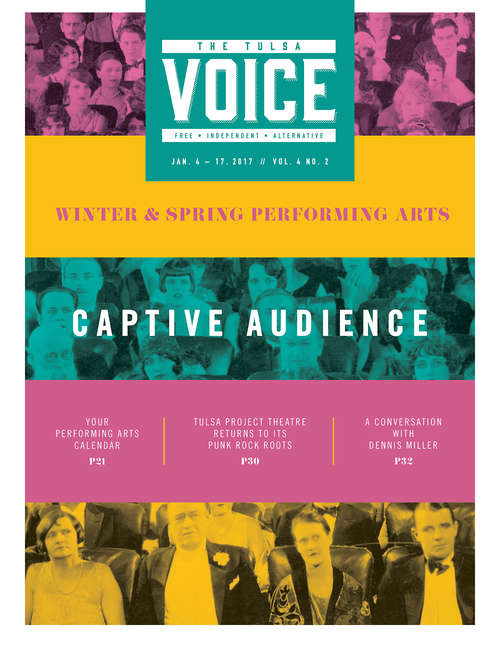 THE TULSA
VOICE
FREE • INDEPENDENT • ALTERNATIVE
JAN. 4 – 17, 2017 // VOL. 4 NO. 2
WINTER & SPRING PERFORMING ARTS
CAPTIVE AUDIENCE
YOUR
PERFORMING ARTS
CALENDAR
P21
TULSA PROJECT THEATRE
RETURNS TO ITS
PUNK ROCK ROOTS
P30
A CONVERSATION
WITH
DENNIS MILLER
P32